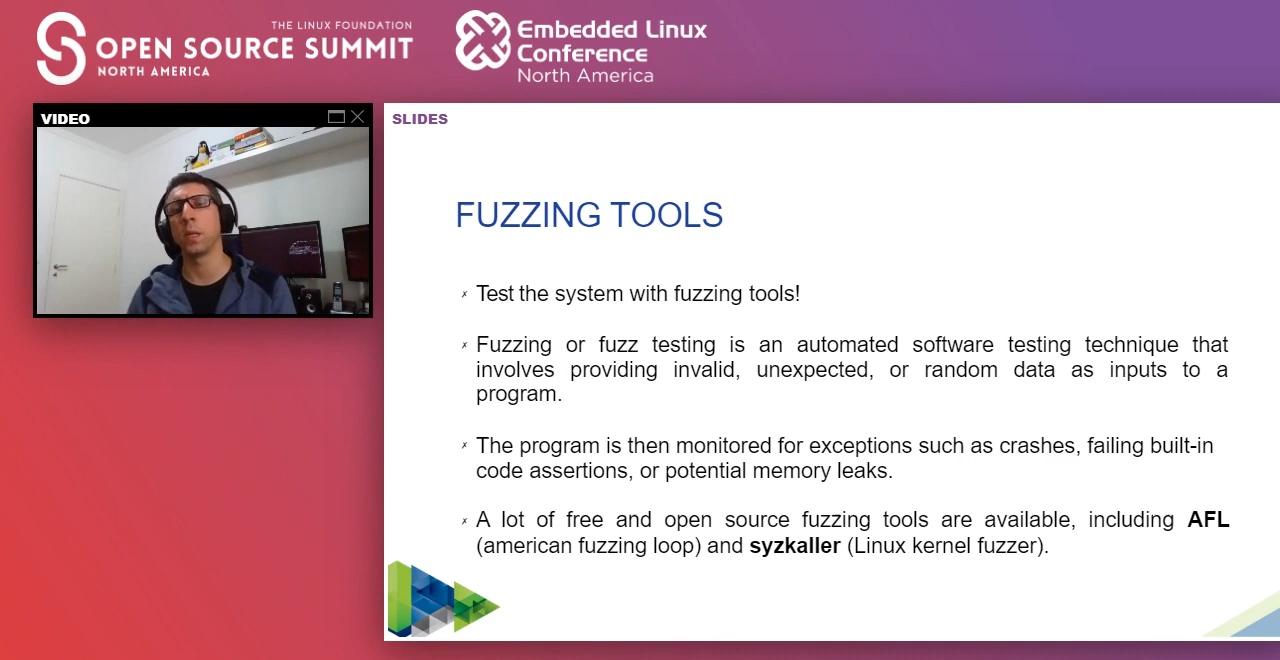 THE LINUX FOUNDATION
OPEN SOURCE SUMMIT
NORTH AMERICA
Embedded Linux
Conference
North America
VIDEO
SLIDES
FUZZING TOOLS
✗ Test the system with fuzzing tools!
✗ Fuzzing or fuzz testing is an automated software testing technique that
involves providing invalid, unexpected, or random data as inputs to a
program.
✗ The program is then monitored for exceptions such as crashes, failing built-in
code assertions, or potential memory leaks.
✗ A lot of free and open source fuzzing tools are available, including AFL
(american fuzzing loop) and syzkaller (Linux kernel fuzzer).